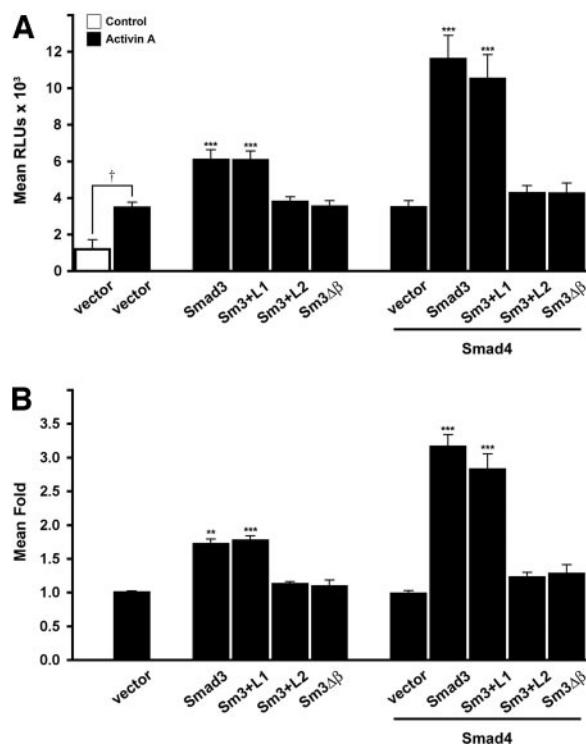 A
Control
Activin A
Mean RLUs x 10³
14
12
10
8
6
4
2
0
†
*** *** *** ***
vector vector Smad3 Sm3+L1 Sm3+L2 Sm3Δβ vector Smad3 Sm3+L1 Sm3+L2 Sm3Δβ
Smad4
B
Mean Fold
3.5
3.0
2.5
2.0
1.5
1.0
0.5
0.0
** *** *** ***
vector Smad3 Sm3+L1 Sm3+L2 Sm3Δβ vector Smad3 Sm3+L1 Sm3+L2 Sm3Δβ
Smad4